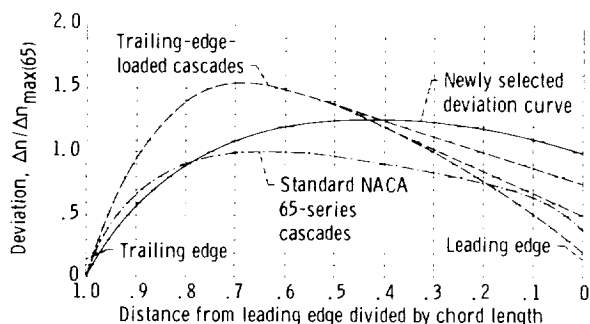 2.0
Trailing-edge-
loaded cascades
Newly selected
deviation curve
1.5
1.0
.5
0
Deviation, Δn/Δnmax(65)
Standard NACA
65-series
cascades
Trailing edge
Leading edge
1.0 .9 .8 .7 .6 .5 .4 .3 .2 .1 0
Distance from leading edge divided by chord length